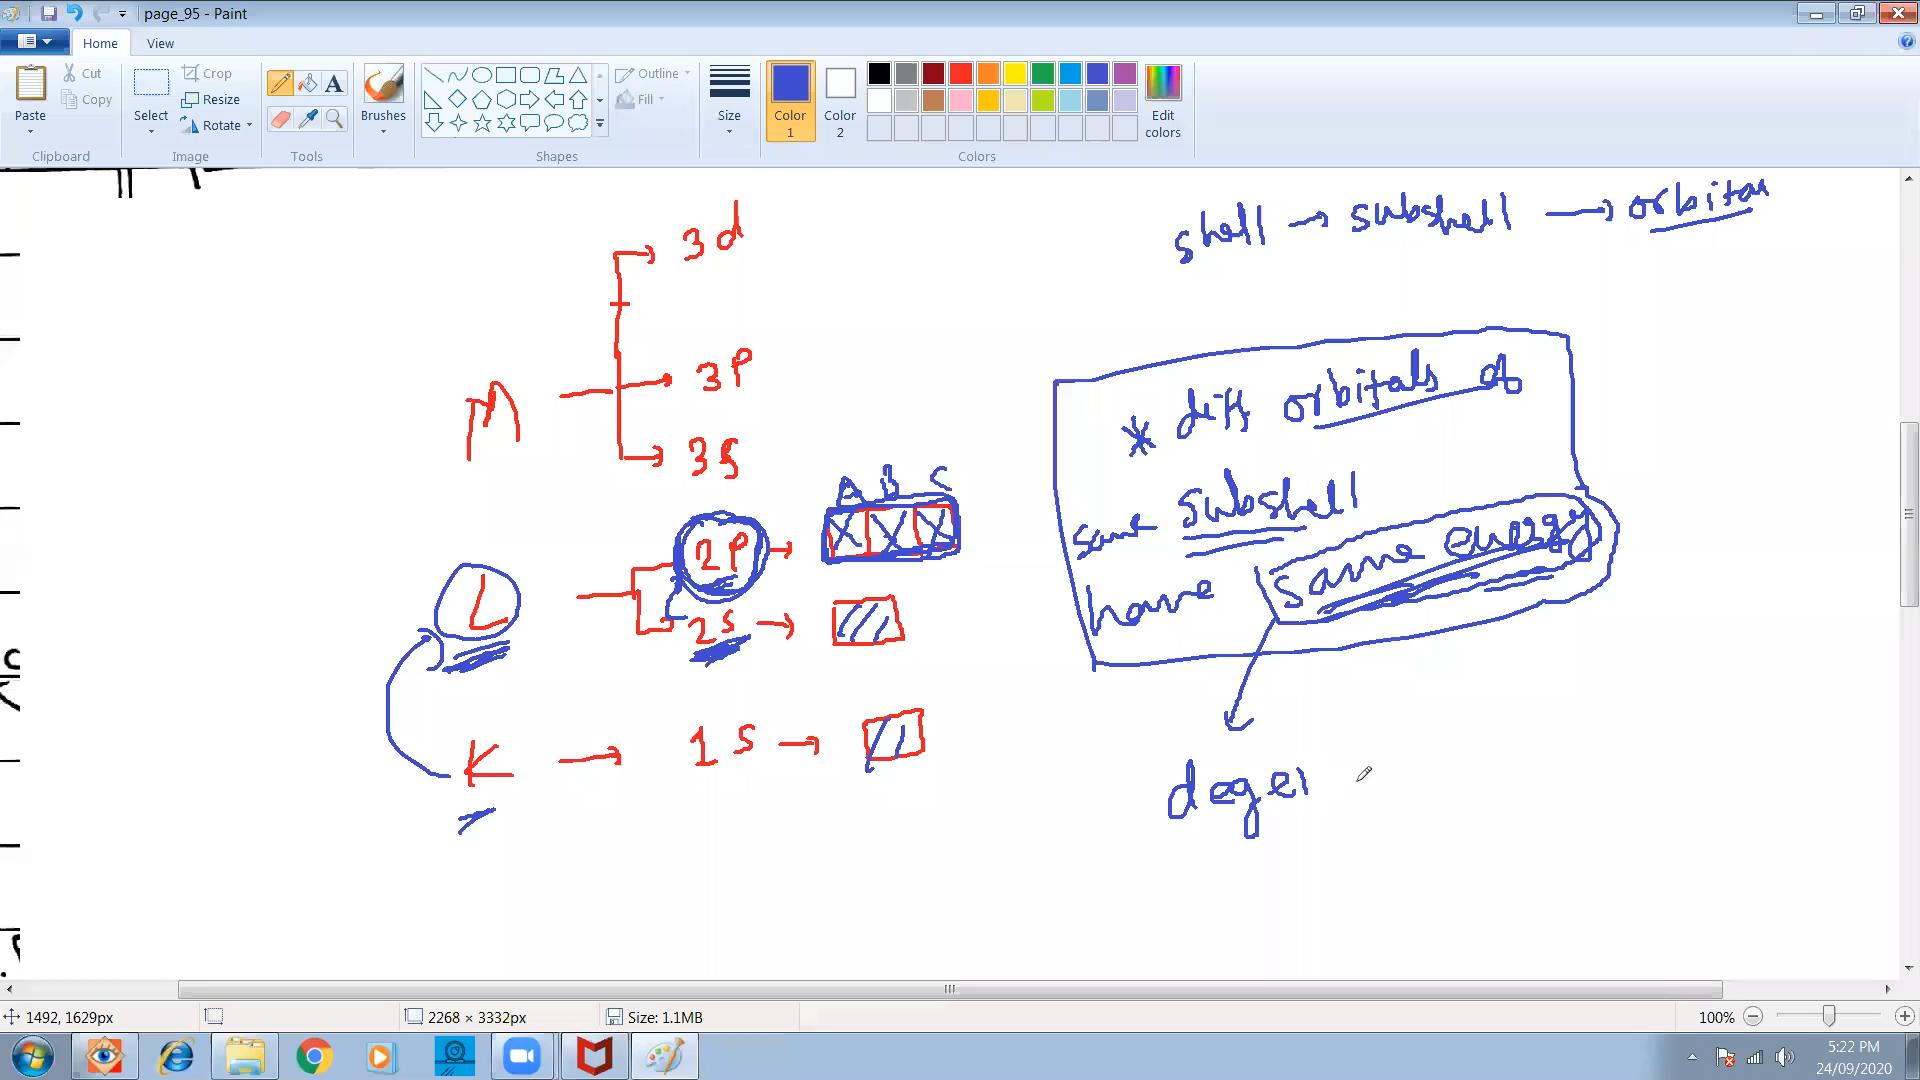 page_95 - Paint
Home View
Paste Cut Copy Select Crop Resize Rotate Brushes Outline Fill Size Color 1 Color 2 Edit colors
Clipboard Image Tools Shapes Colors
shell → subshell → orbital
3d
M → 3p
3s
* diff orbitals of
same subshell
have same energy
A B C
L → 2p →
2s →
K → 1s →
degen
1492, 1629px 2268 × 3332px Size: 1.1MB 100%
5:22 PM
24/09/2020